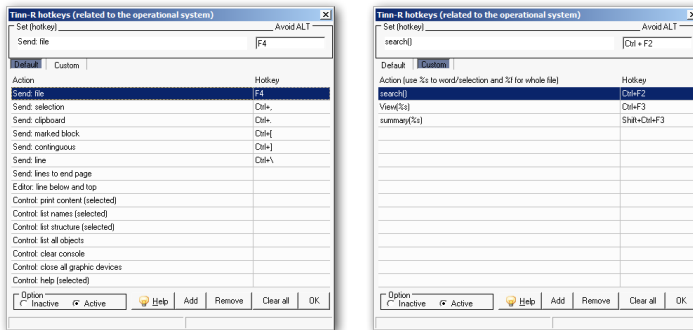 Tinn-R hotkeys (related to the operational system)
Set (hotkey) Avoid ALT
Send: file F4
Default Custom
Action Hotkey
Send: file F4
Send: selection Ctrl+,
Send: clipboard Ctrl+.
Send: marked block Ctrl+[
Send: continguous Ctrl+]
Send: line Ctrl+\
Send: lines to end page
Editor: line below and top
Control: print content (selected)
Control: list names (selected)
Control: list structure (selected)
Control: list all objects
Control: clear console
Control: close all graphic devices
Control: help (selected)
Option
Inactive Active Help Add Remove Clear all OK
Tinn-R hotkeys (related to the operational system)
Set (hotkey) Avoid ALT
search() Ctrl + F2
Default Custom
Action (use %s to word/selection and %f for whole file) Hotkey
search() Ctrl+F2
View(%s) Ctrl+F3
summary(%s) Shift+Ctrl+F3
Option
Inactive Active Help Add Remove Clear all OK